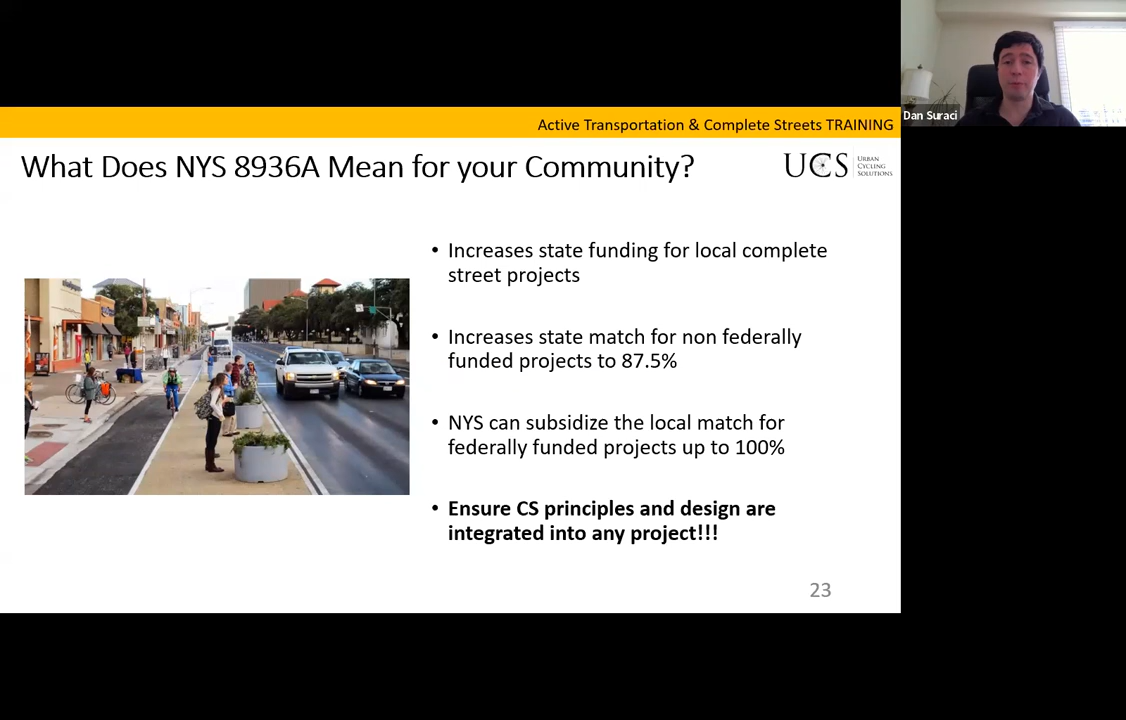 Dan Suraci
Active Transportation & Complete Streets TRAINING
What Does NYS 8936A Mean for your Community?
UCS
URBAN
CYCLING
SOLUTIONS
• Increases state funding for local complete
street projects
• Increases state match for non federally
funded projects to 87.5%
• NYS can subsidize the local match for
federally funded projects up to 100%
• Ensure CS principles and design are
integrated into any project!!!
23